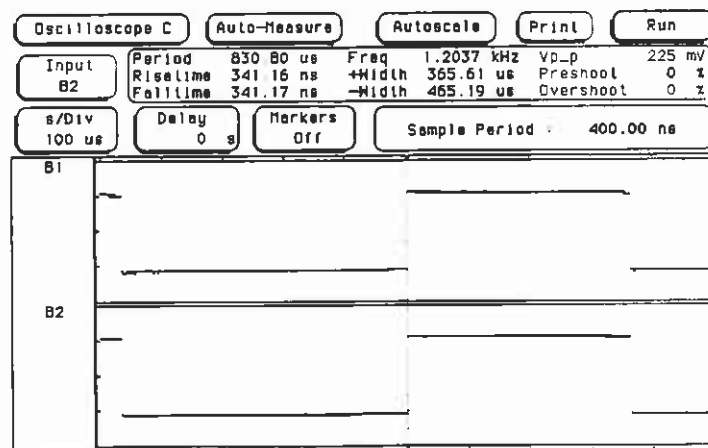 Oscilloscope C Auto-Measure Autoscale Print Run
Input B2
Period 830.80 us Freq 1.2037 kHz Vp_p 225 mV
Risetime 341.16 ns +Width 365.61 us Preshoot 0 %
Falltime 341.17 ns -Width 465.19 us Overshoot 0 %
s/Div 100 us
Delay 0 s
Markers Off
Sample Period 400.00 ns
B1
B2